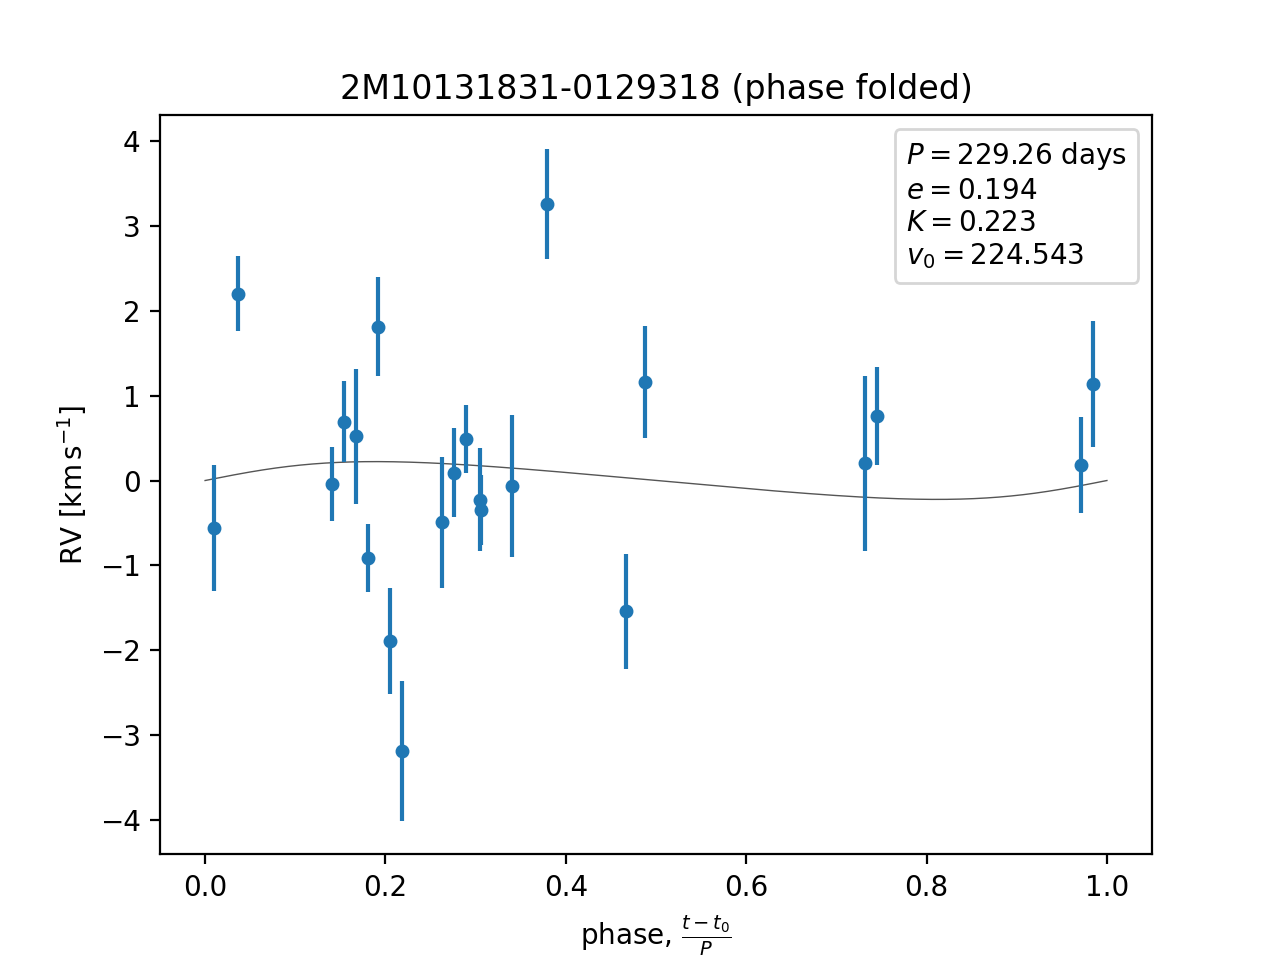 2M10131831-0129318 (phase folded)
P = 229.26 days
e = 0.194
K = 0.223
v₀ = 224.543
4
3
2
1
0
−1
−2
−3
−4
RV [km s⁻¹]
0.0 0.2 0.4 0.6 0.8 1.0
phase, (t − t₀)/P